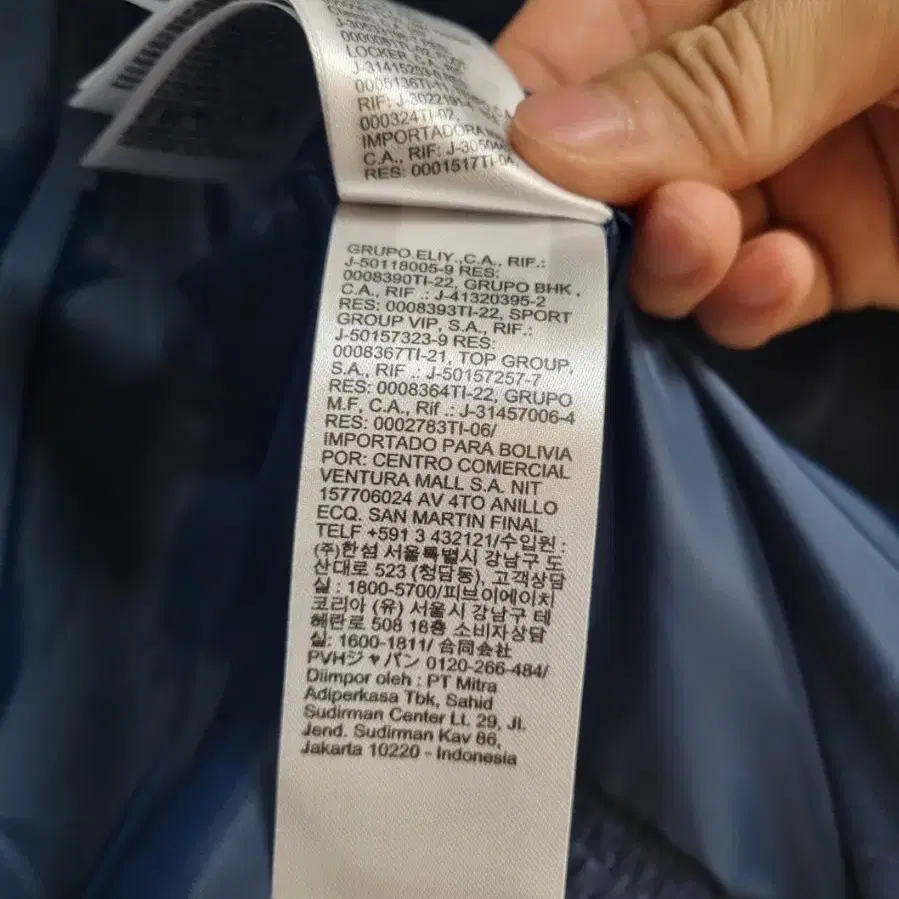 LOCKER, C.A.,
J-31415253-6
0005136TI-11
RIF: J-3022191-4
000324TI-02,
IMPORTADORA
C.A., RIF: J-305
RES: 0001517TI-04
GRUPO ELIY.,C.A., RIF.:
J-50118005-9 RES:
0008390TI-22, GRUPO BHK ,
C.A., RIF .: J-41320395-2
RES: 0008393TI-22, SPORT
GROUP VIP, S.A., RIF.:
J-50157323-9 RES:
0008367TI-21, TOP GROUP,
S.A., RIF .: J-50157257-7
RES: 0008364TI-22, GRUPO
M.F, C.A., Rif .: J-31457006-4
RES: 0002783TI-06/
IMPORTADO PARA BOLIVIA
POR: CENTRO COMERCIAL
VENTURA MALL S.A. NIT
157706024 AV 4TO ANILLO
ECQ. SAN MARTIN FINAL
TELF +591 3 432121/수입원 :
(주)한섬 서울특별시 강남구 도
산대로 523 (청담동), 고객상담
실 : 1800-5700/피브이에이치
코리아 (유) 서울시 강남구 테
헤란로 508 18층 소비자상담
실: 1600-1811/ 合同会社
PVHジャパン 0120-266-484/
Diimpor oleh : PT Mitra
Adiperkasa Tbk, Sahid
Sudirman Center Lt. 29, Jl.
Jend. Sudirman Kav 86,
Jakarta 10220 - Indonesia